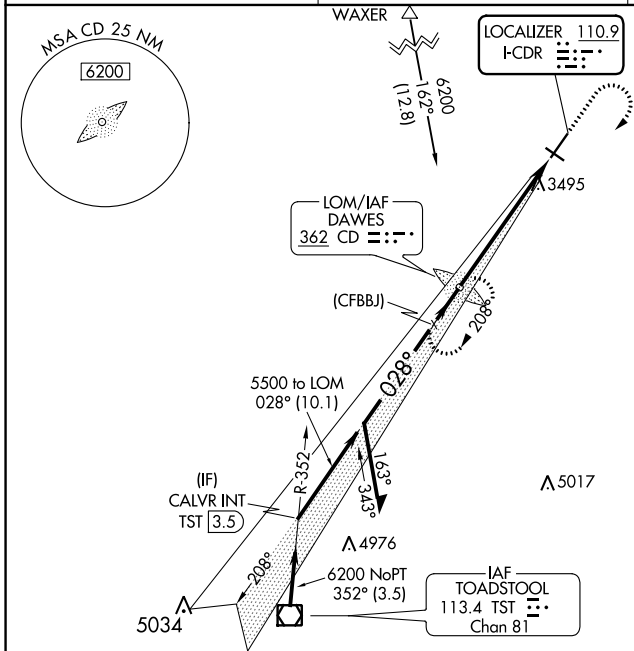 MSA CD 25 NM
6200
WAXER
6200
162°
(12.8)
LOCALIZER 110.9
I-CDR
3495
LOM/IAF
DAWES
362 CD
(CFBBJ)
208°
028°
5500 to LOM
028° (10.1)
R-352
163°
343°
(IF)
CALVR INT
TST 3.5
5017
4976
208°
6200 NoPT
352° (3.5)
5034
IAF
TOADSTOOL
113.4 TST
Chan 81